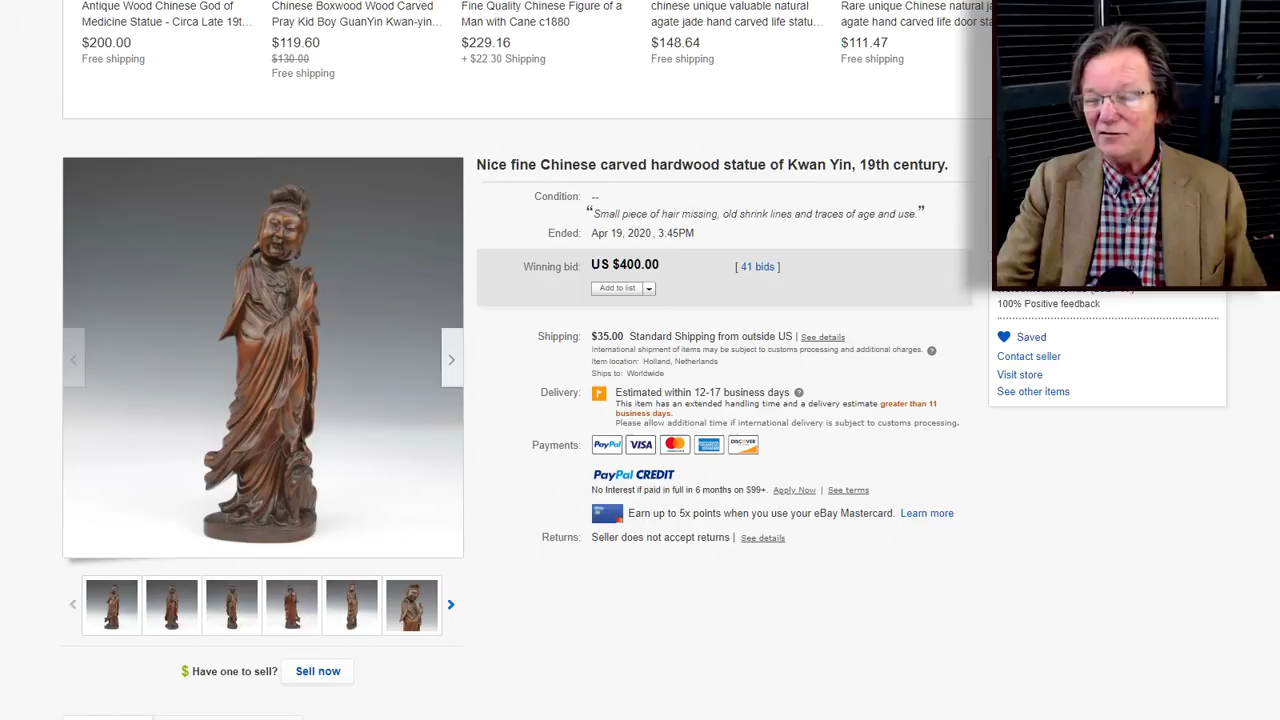 Antique Wood Chinese God of
Medicine Statue - Circa Late 19t...
$200.00
Free shipping
Chinese Boxwood Wood Carved
Pray Kid Boy GuanYin Kwan-yin...
$119.60
$130.00
Free shipping
Fine Quality Chinese Figure of a
Man with Cane c1880
$229.16
+ $22.30 Shipping
chinese unique valuable natural
agate jade hand carved life statu...
$148.64
Free shipping
Rare unique Chinese natural j
agate hand carved life door sta
$111.47
Free shipping
Nice fine Chinese carved hardwood statue of Kwan Yin, 19th century.
Condition: --
“Small piece of hair missing, old shrink lines and traces of age and use.”
Ended: Apr 19, 2020 , 3:45PM
Winning bid: US $400.00 [ 41 bids ]
Add to list
100% Positive feedback
Saved
Contact seller
Visit store
See other items
Shipping: $35.00 Standard Shipping from outside US | See details
International shipment of items may be subject to customs processing and additional charges. ?
Item location: Holland, Netherlands
Ships to: Worldwide
Delivery: Estimated within 12-17 business days ?
This item has an extended handling time and a delivery estimate greater than 11
business days.
Please allow additional time if international delivery is subject to customs processing.
Payments: PayPal VISA MasterCard AMERICAN EXPRESS DISCOVER
PayPal CREDIT
No Interest if paid in full in 6 months on $99+. Apply Now | See terms
Earn up to 5x points when you use your eBay Mastercard. Learn more
Returns: Seller does not accept returns | See details
$ Have one to sell? Sell now